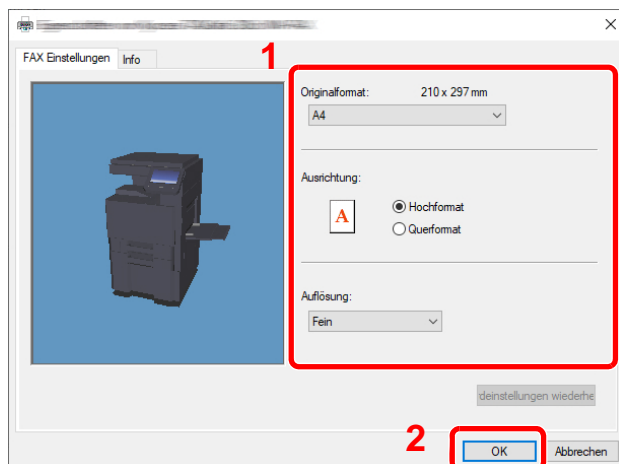 FAX Einstellungen Info
1
Originalformat: 210 x 297 mm
A4
Ausrichtung:
A
Hochformat
Querformat
Auflösung:
Fein
deinstellungen wiederhe
2
OK Abbrechen